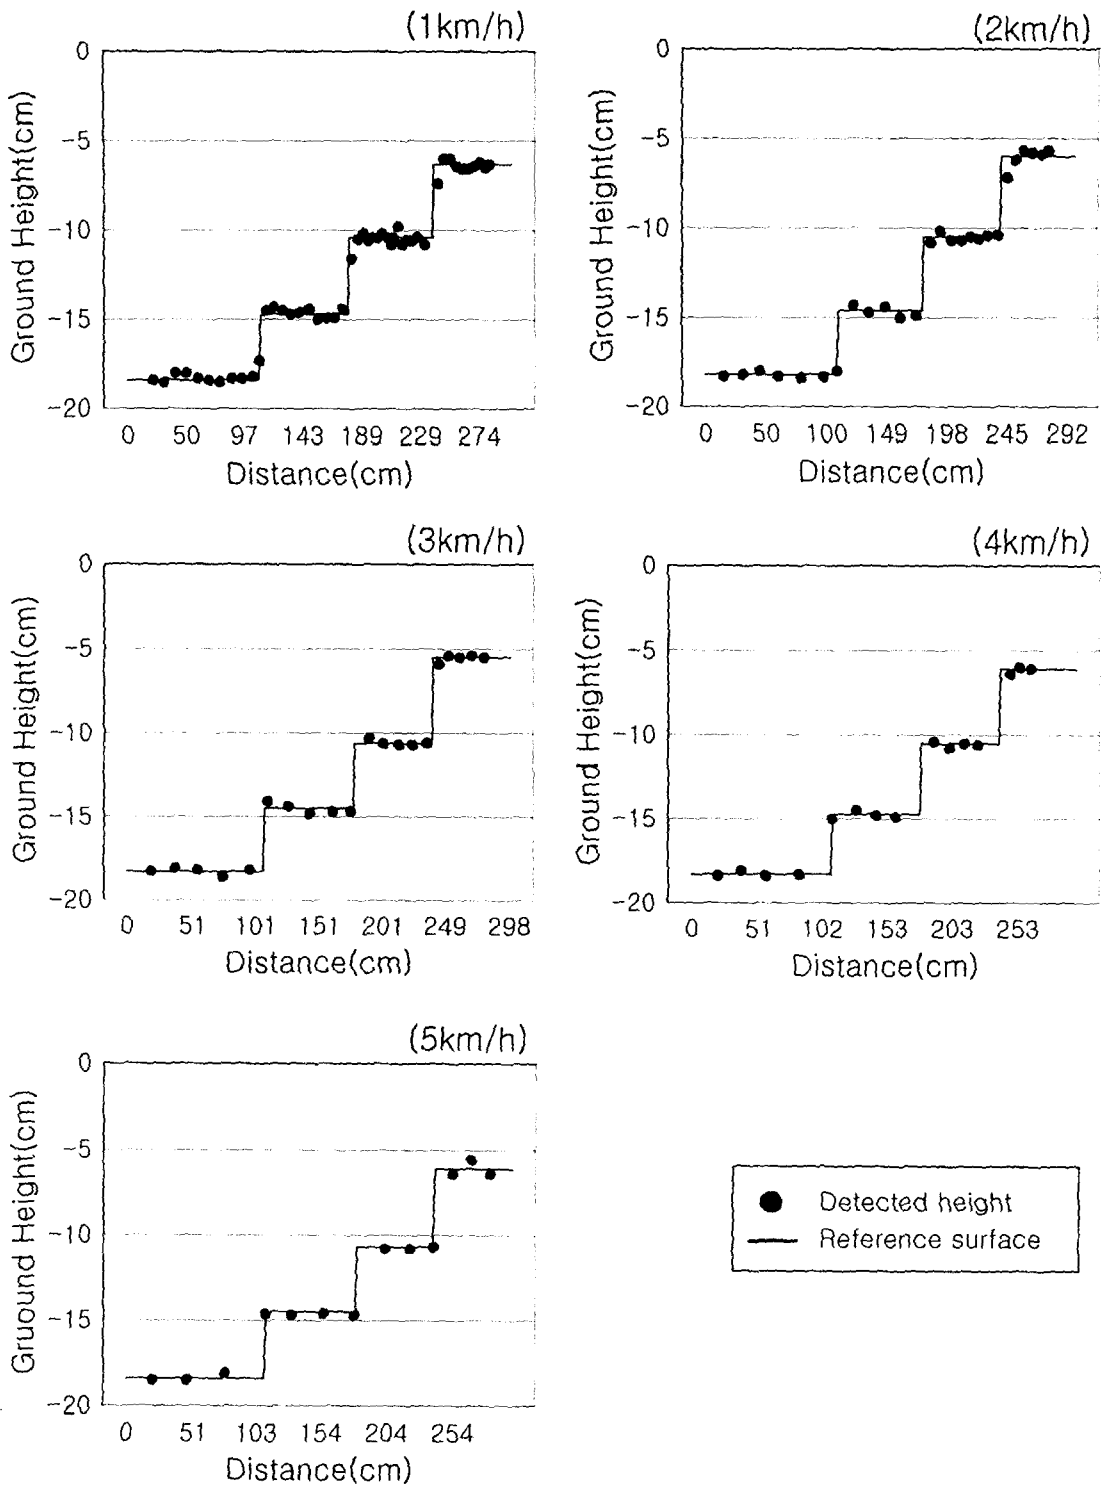 (1km/h)
0
-5
-10
-15
-20
Ground Height(cm)
0 50 97 143 189 229 274
Distance(cm)
(2km/h)
0
-5
-10
-15
-20
Ground Height(cm)
0 50 100 149 198 245 292
Distance(cm)
(3km/h)
0
-5
-10
-15
-20
Ground Height(cm)
0 51 101 151 201 249 298
Distance(cm)
(4km/h)
0
-5
-10
-15
-20
Ground Height(cm)
0 51 102 153 203 253
Distance(cm)
(5km/h)
0
-5
-10
-15
-20
Gruound Height(cm)
0 51 103 154 204 254
Distance(cm)
Detected height
Reference surface